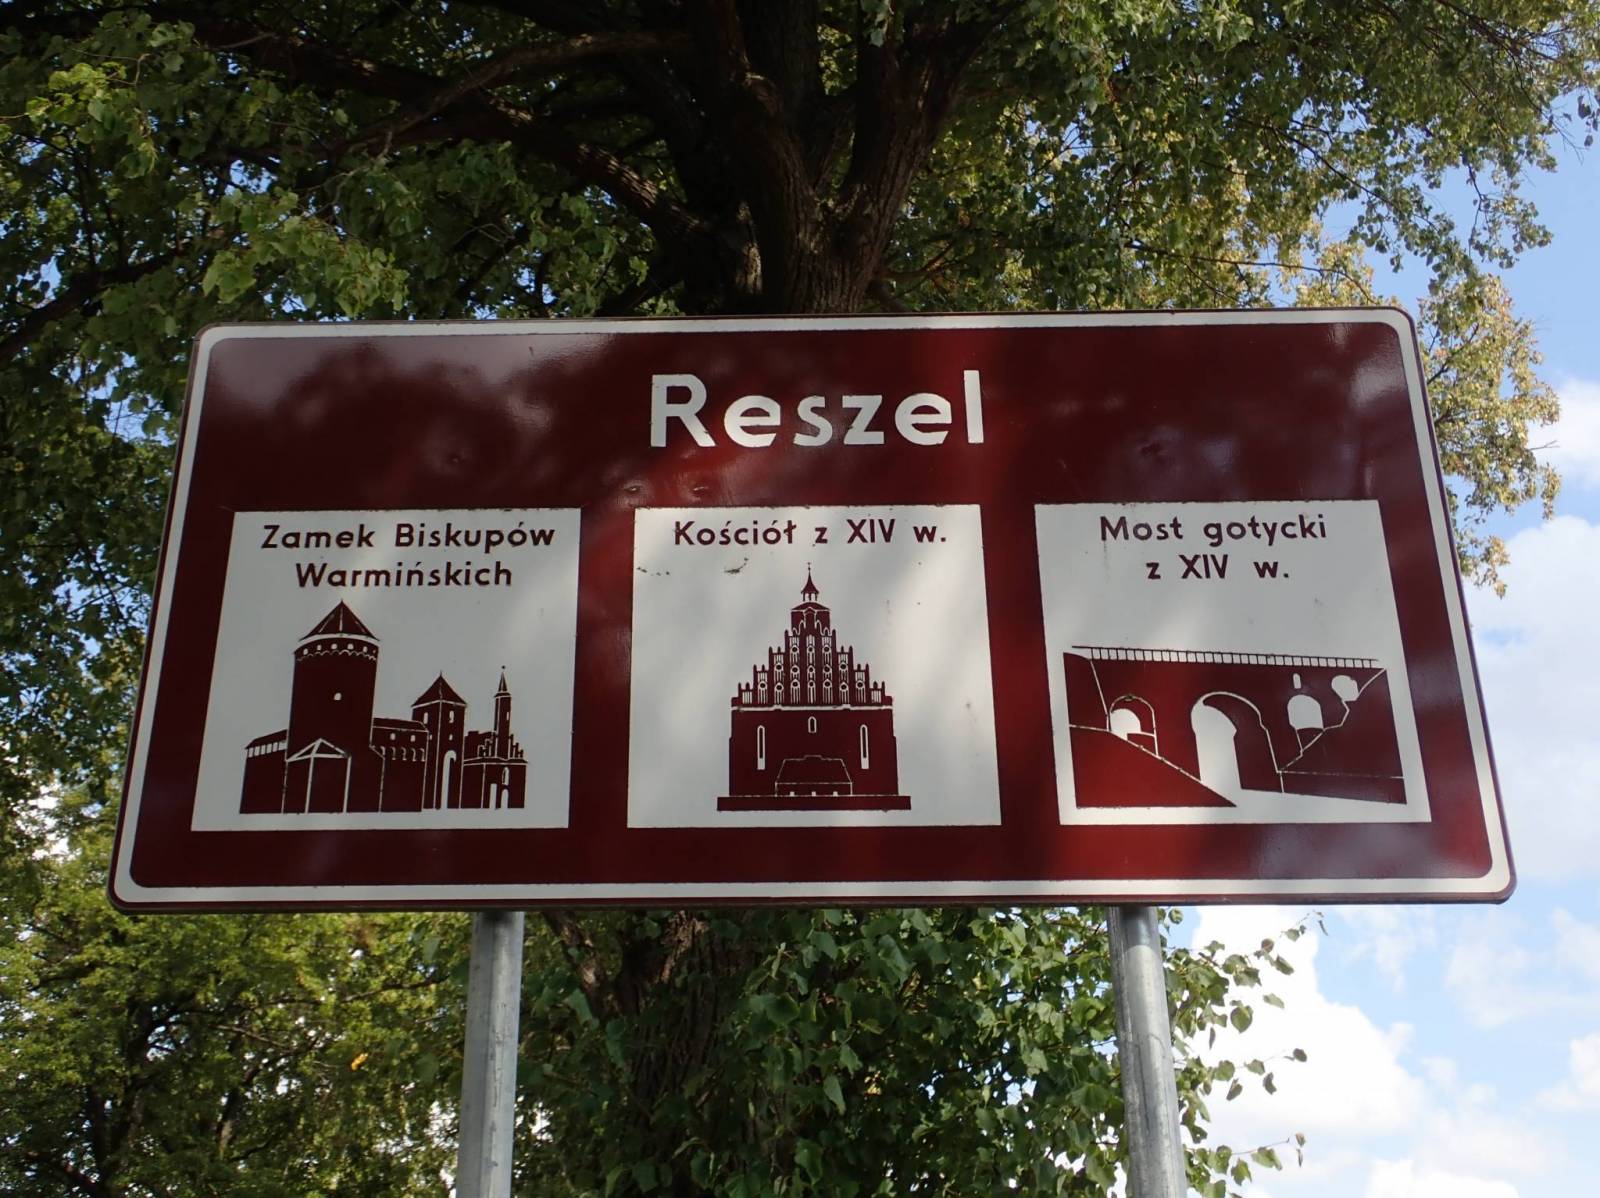 Reszel
Zamek Biskupów
Warmińskich
Kościół z XIV w.
Most gotycki
z XIV w.